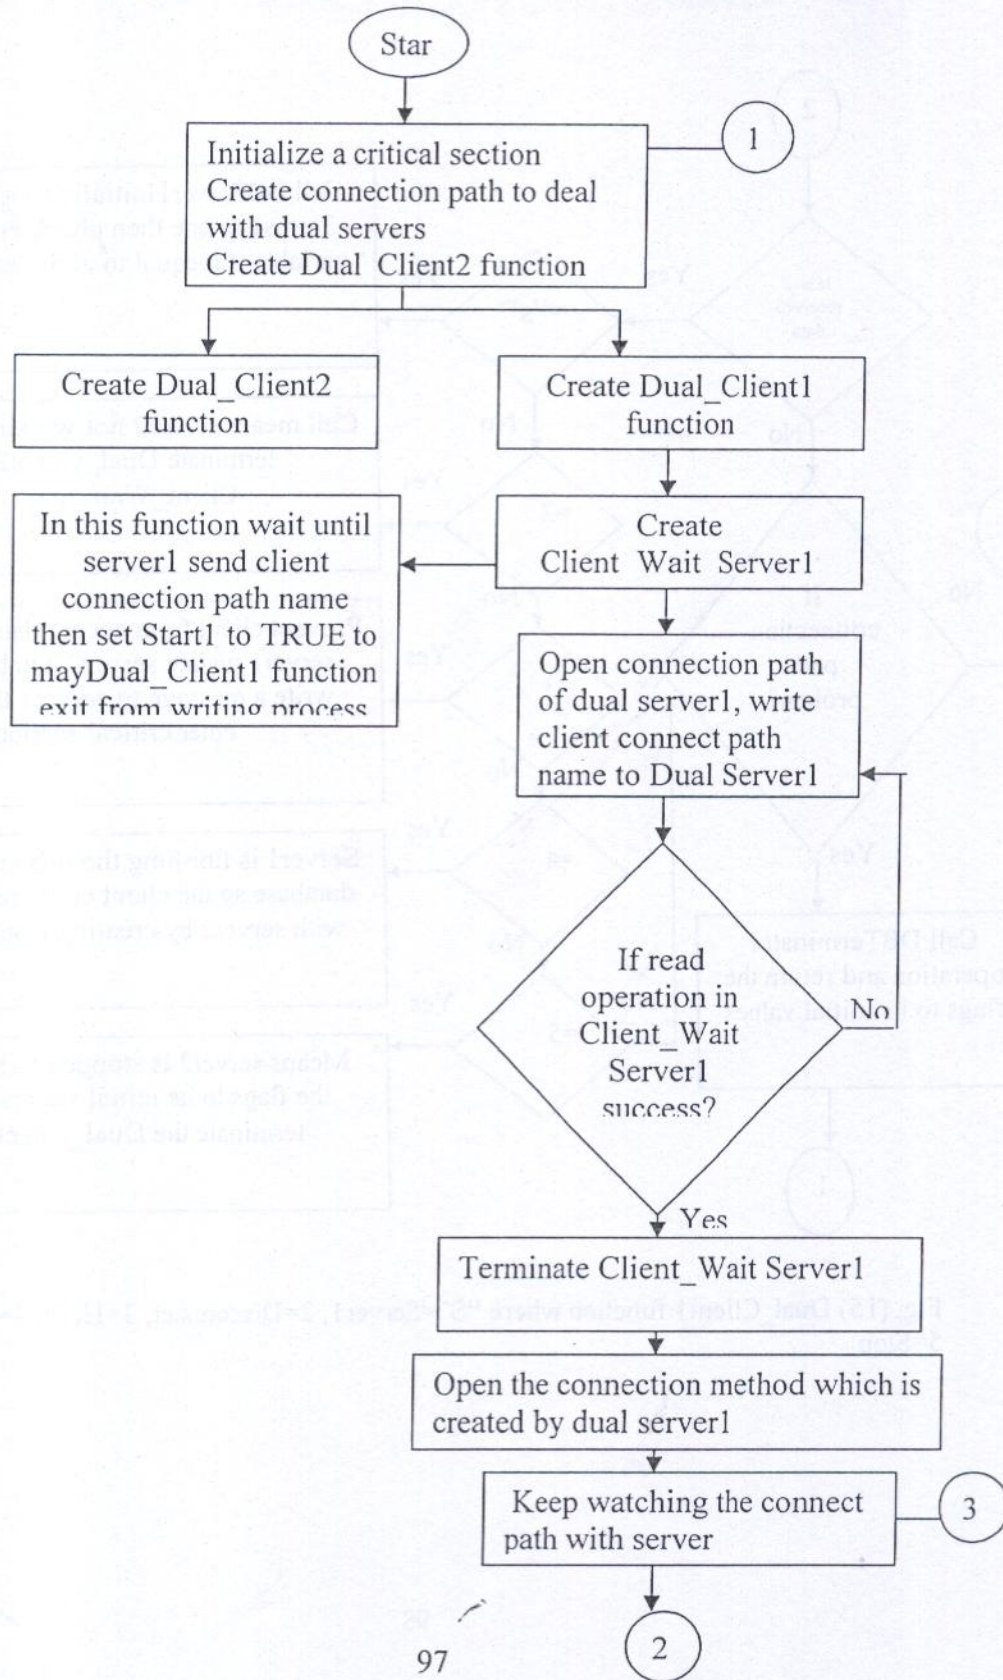 Star
1
Initialize a critical section
Create connection path to deal
with dual servers
Create Dual Client2 function
Create Dual_Client2
function
Create Dual_Client1
function
In this function wait until
server1 send client
connection path name
then set Start1 to TRUE to
mayDual_Client1 function
exit from writing process
Create
Client Wait Server1
Open connection path
of dual server1, write
client connect path
name to Dual Server1
If read
operation in
Client_Wait
Server1
success?
No
Yes
Terminate Client_Wait Server1
Open the connection method which is
created by dual server1
Keep watching the connect
path with server
3
2
97